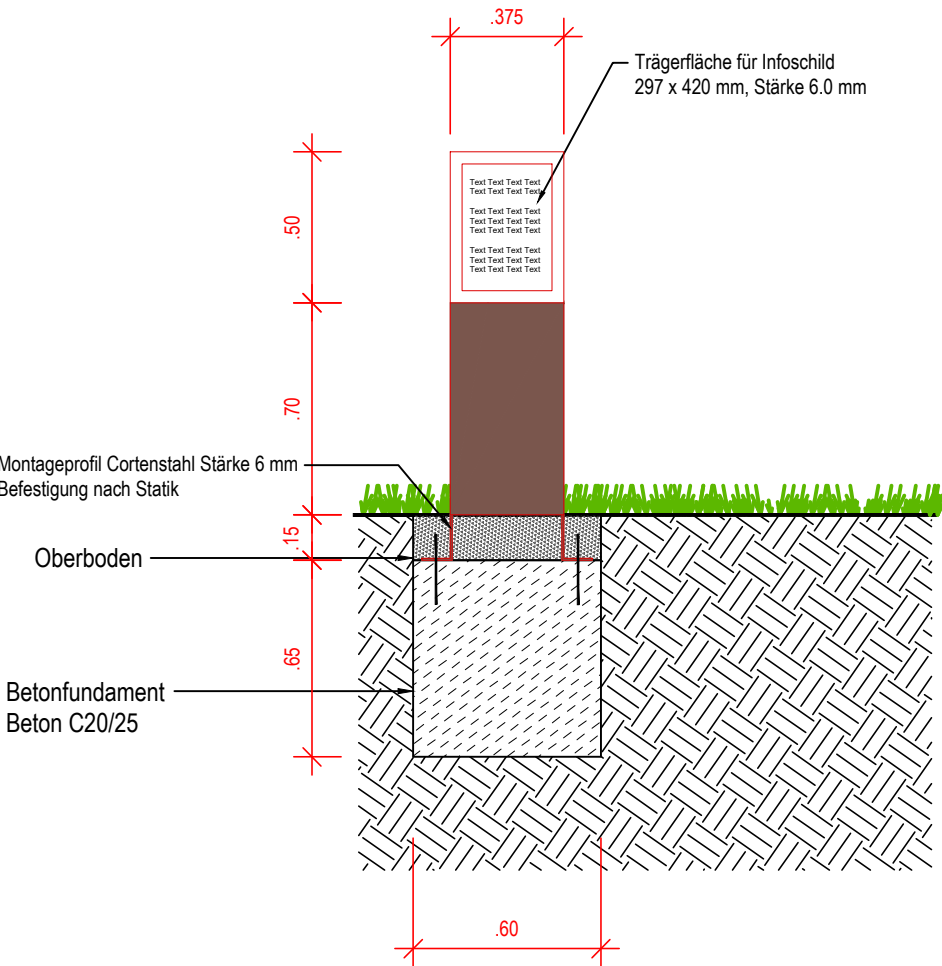 .375
Trägerfläche für Infoschild
297 x 420 mm, Stärke 6.0 mm
Text Text Text Text
Text Text Text Text
Text Text Text Text
Text Text Text Text
Text Text Text Text
Text Text Text Text
Text Text Text Text
Text Text Text Text
.50
.70
Montageprofil Cortenstahl Stärke 6 mm
Befestigung nach Statik
.15
Oberboden
.65
Betonfundament
Beton C20/25
.60